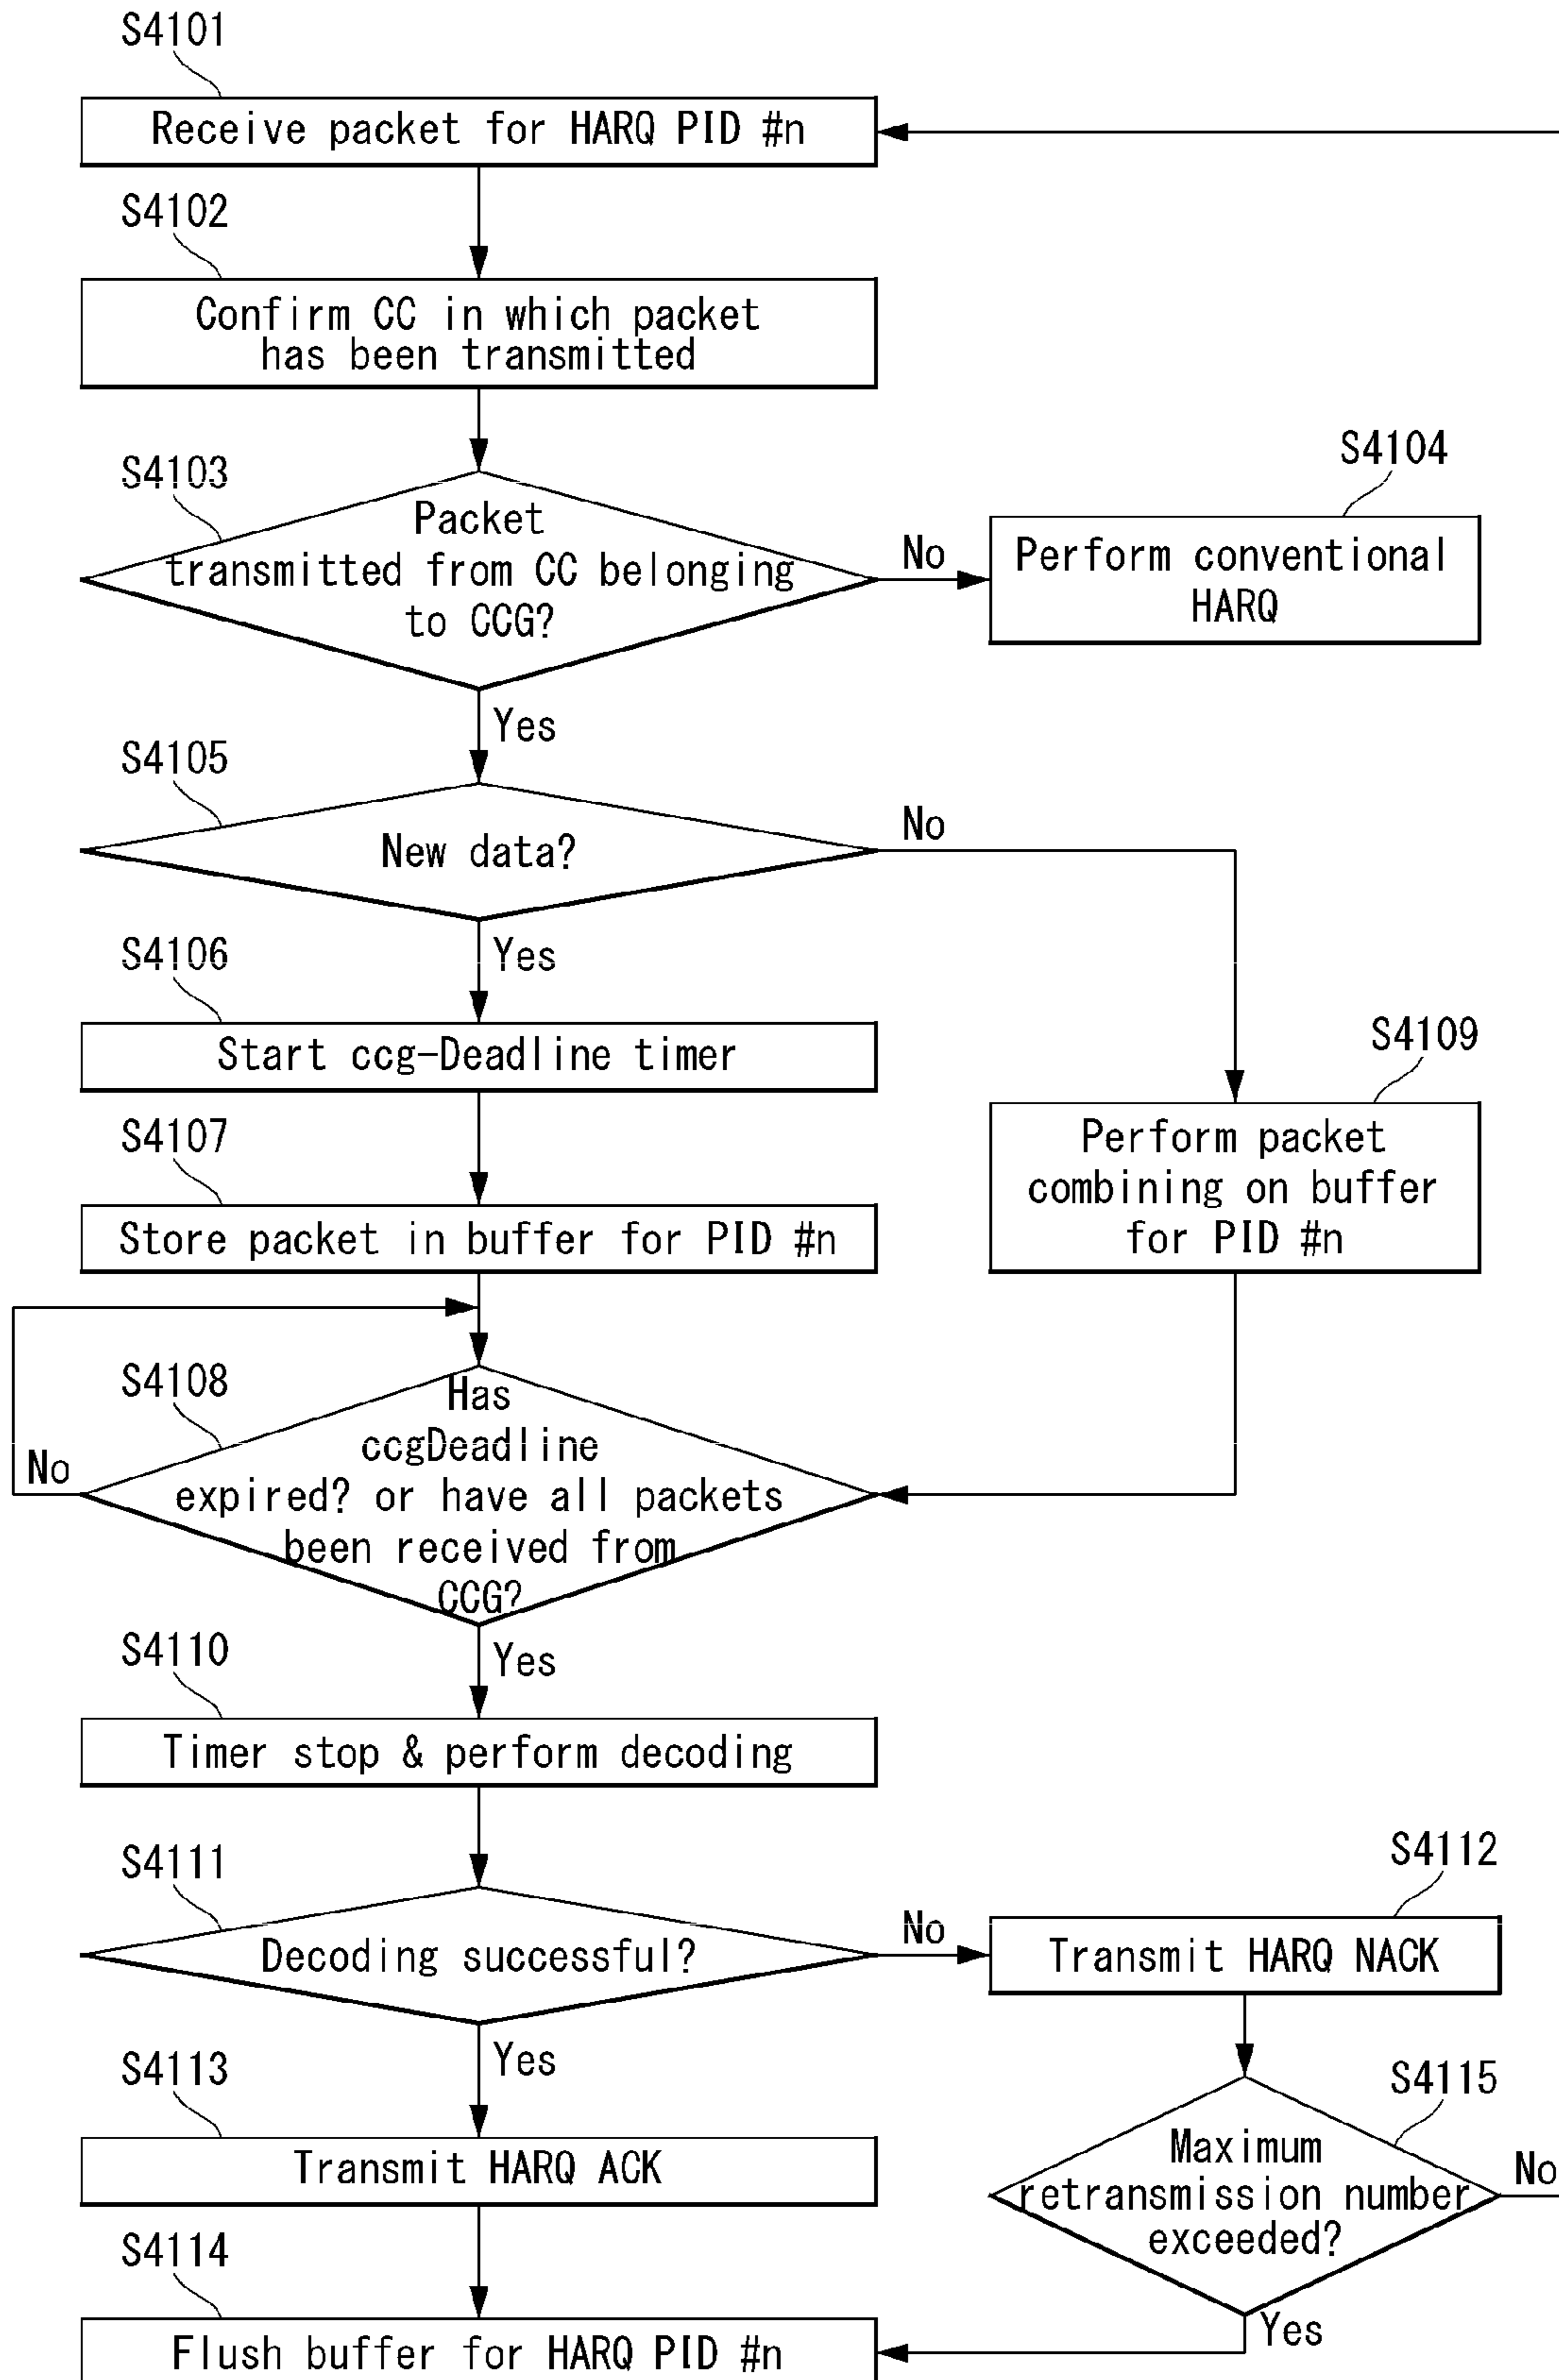 S4101
Receive packet for HARQ PID #n
S4102
Confirm CC in which packet
has been transmitted
S4103
Packet
transmitted from CC belonging
to CCG?
No
S4104
Perform conventional
HARQ
Yes
S4105
New data?
No
Yes
S4106
Start ccg-Deadline timer
S4107
Store packet in buffer for PID #n
S4109
Perform packet
combining on buffer
for PID #n
S4108
Has
ccgDeadline
expired? or have all packets
been received from
CCG?
No
Yes
S4110
Timer stop & perform decoding
S4111
Decoding successful?
No
S4112
Transmit HARQ NACK
Yes
S4113
Transmit HARQ ACK
S4115
Maximum
retransmission number
exceeded?
No
Yes
S4114
Flush buffer for HARQ PID #n